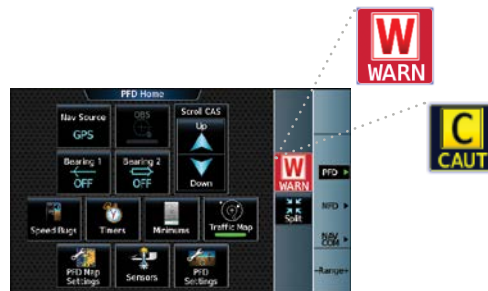 W
WARN
PFD Home
Nav Source
GPS
OBS
Scroll CAS
Up
Down
Bearing 1
OFF
Bearing 2
OFF
W
WARN
Split
Speed Bugs
Timers
Minimums
Traffic Map
PFD Map
Settings
Sensors
PFD
Settings
PFD
MFD
NAV
COM
-Range+
C
CAUT